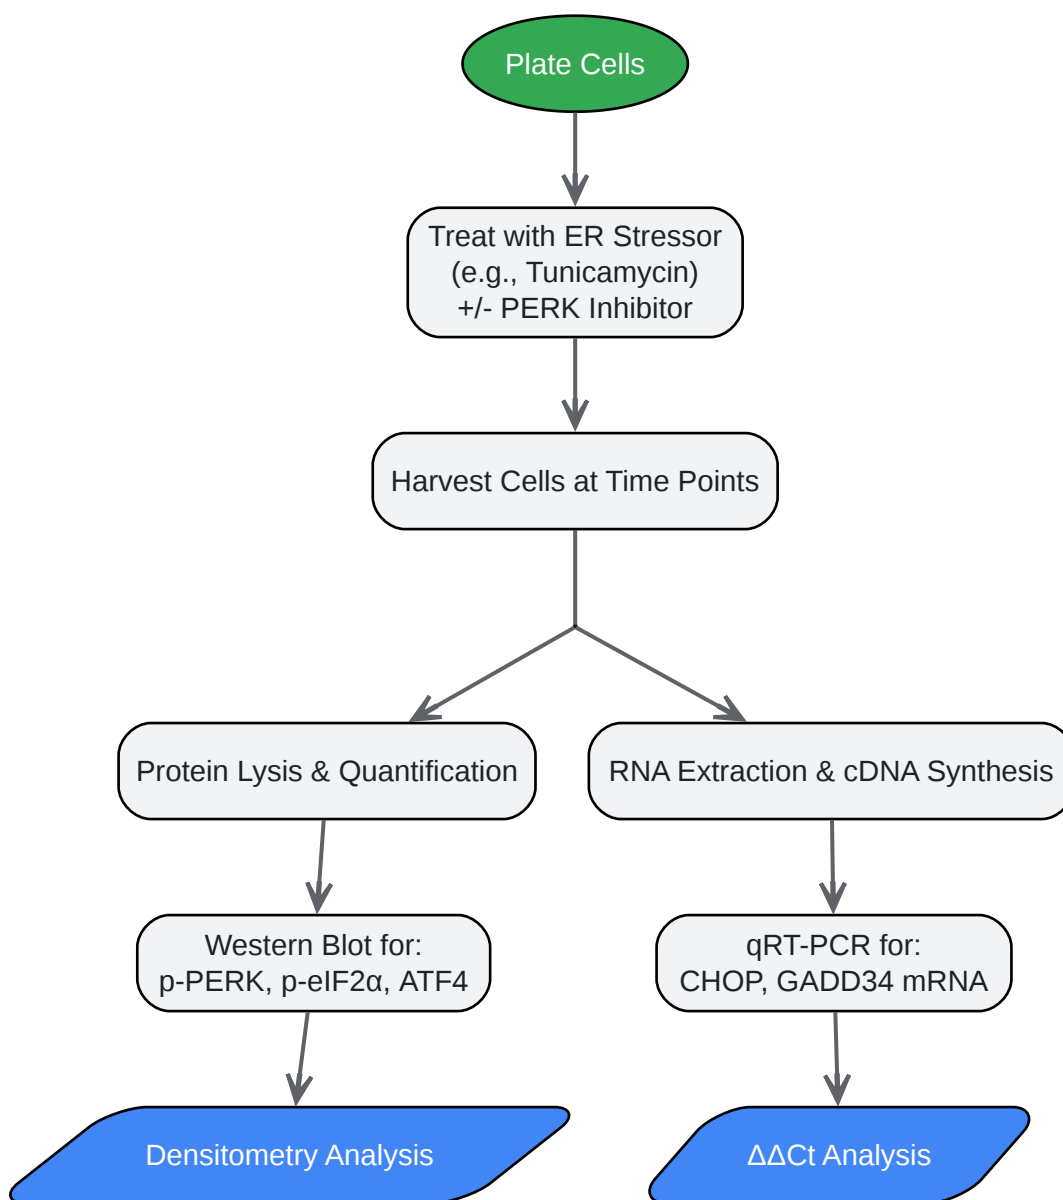 Plate Cells
Treat with ER Stressor
(e.g., Tunicamycin)
+/- PERK Inhibitor
Harvest Cells at Time Points
Protein Lysis & Quantification
RNA Extraction & cDNA Synthesis
Western Blot for:
p-PERK, p-eIF2α, ATF4
qRT-PCR for:
CHOP, GADD34 mRNA
Densitometry Analysis
ΔΔCt Analysis